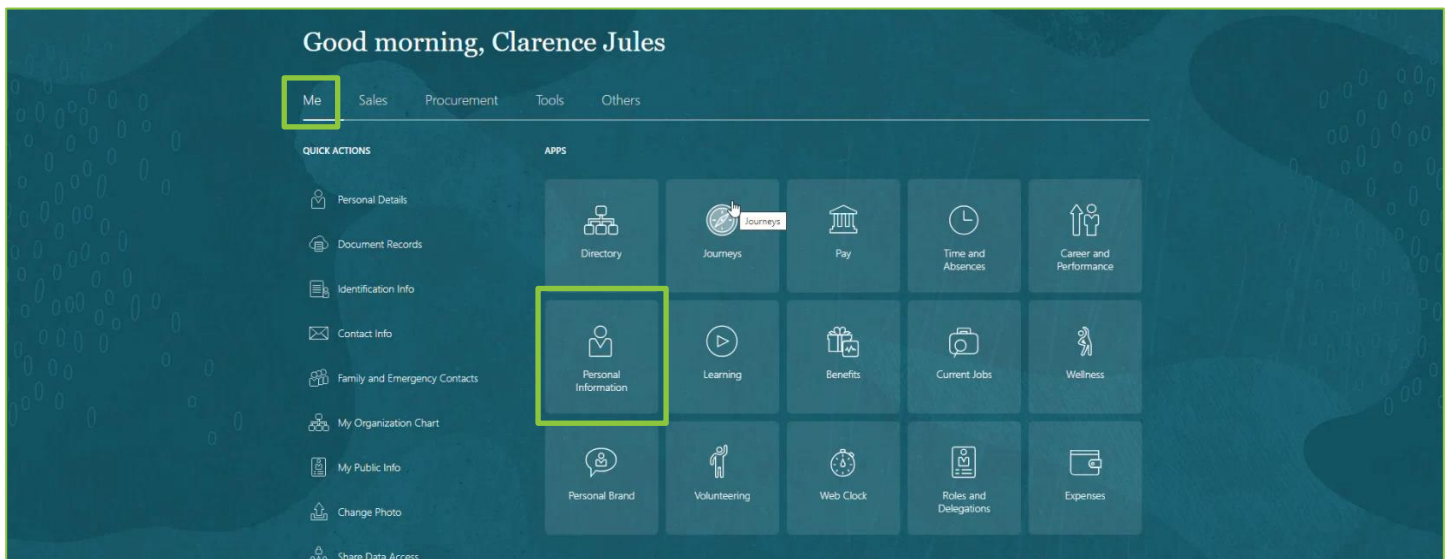 Good morning, Clarence Jules
Me Sales Procurement Tools Others
QUICK ACTIONS
Personal Details
Document Records
Identification Info
Contact Info
Family and Emergency Contacts
My Organization Chart
My Public Info
Change Photo
Share Data Access
APPS
Directory
Journeys
Journeys
Pay
Time and
Absences
Career and
Performance
Personal
Information
Learning
Benefits
Current Jobs
Wellness
Personal Brand
Volunteering
Web Clock
Roles and
Delegations
Expenses